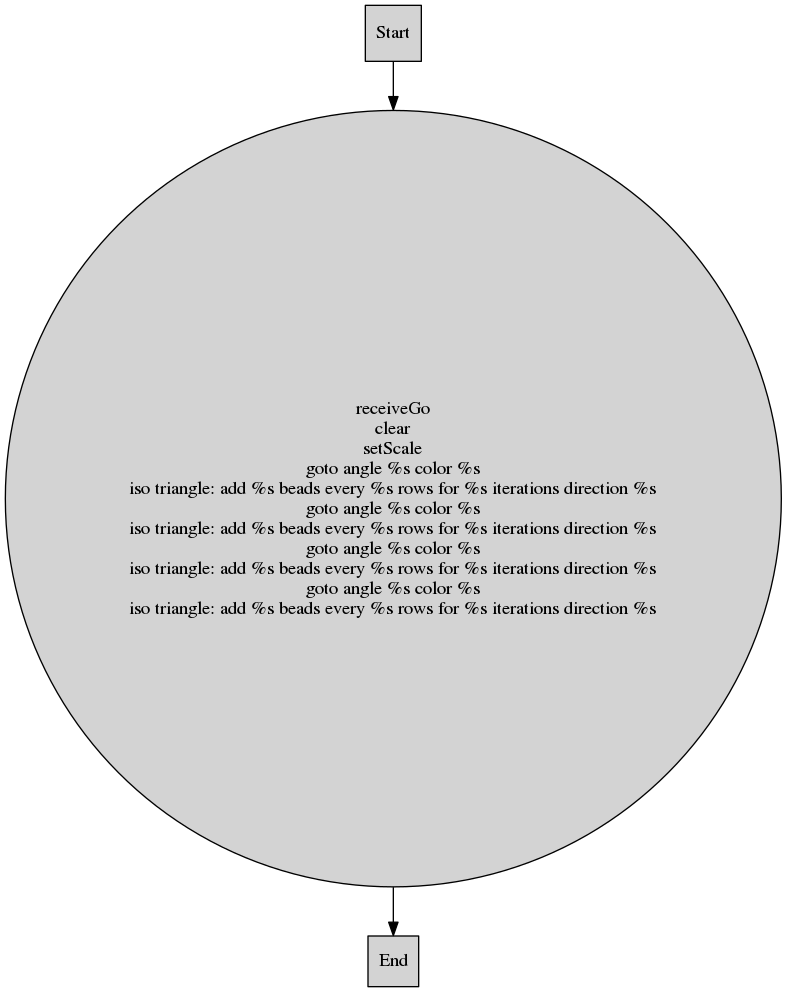 Start
receiveGo
clear
setScale
goto angle %s color %s
iso triangle: add %s beads every %s rows for %s iterations direction %s
goto angle %s color %s
iso triangle: add %s beads every %s rows for %s iterations direction %s
goto angle %s color %s
iso triangle: add %s beads every %s rows for %s iterations direction %s
goto angle %s color %s
iso triangle: add %s beads every %s rows for %s iterations direction %s
End